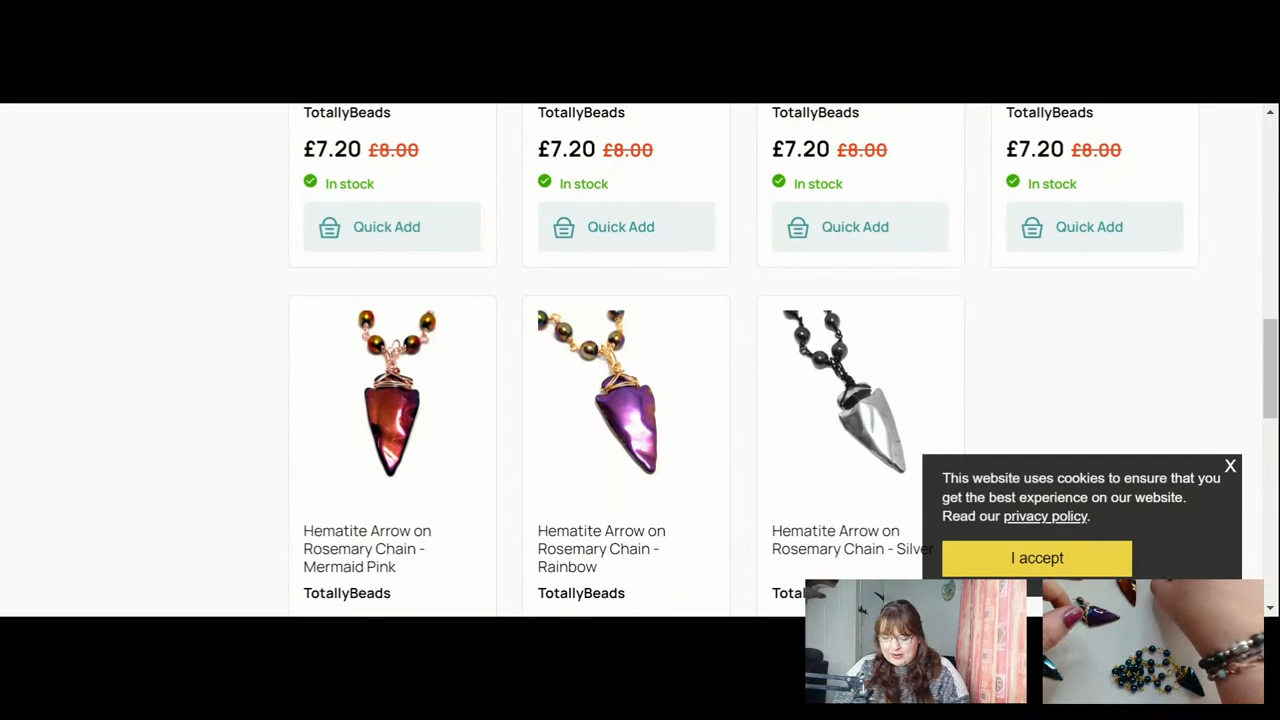 TotallyBeads
TotallyBeads
TotallyBeads
TotallyBeads
£7.20 £8.00
£7.20 £8.00
£7.20 £8.00
£7.20 £8.00
In stock
In stock
In stock
In stock
Quick Add
Quick Add
Quick Add
Quick Add
Hematite Arrow on
Rosemary Chain -
Mermaid Pink
TotallyBeads
Hematite Arrow on
Rosemary Chain -
Rainbow
TotallyBeads
Hematite Arrow on
Rosemary Chain - Silver
X
This website uses cookies to ensure that you
get the best experience on our website.
Read our privacy policy.
I accept